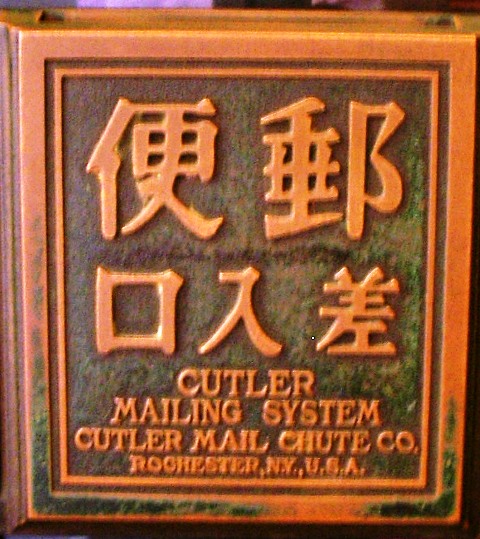 郵便
差入口
CUTLER
MAILING SYSTEM
CUTLER MAIL CHUTE CO.
ROCHESTER, N.Y., U.S.A.